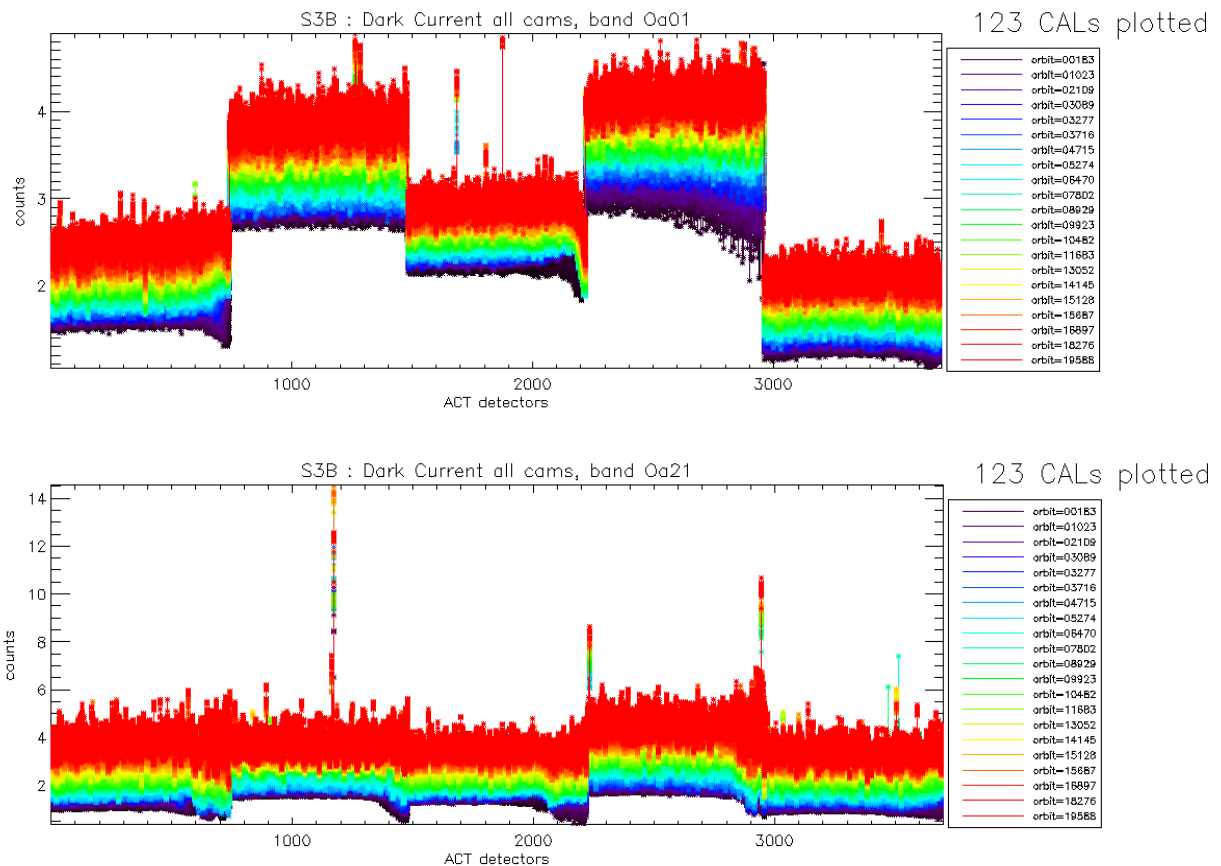 S3B : Dark Current all cams, band Oa01
123 CALs plotted
counts
4
3
2
1000
2000
3000
ACT detectors
orbit=00183
orbit=01023
orbit=02109
orbit=03089
orbit=03277
orbit=03716
orbit=04715
orbit=05274
orbit=06470
orbit=07802
orbit=08929
orbit=09923
orbit=10482
orbit=11683
orbit=13052
orbit=14145
orbit=15128
orbit=15687
orbit=16897
orbit=18276
orbit=19588
S3B : Dark Current all cams, band Oa21
123 CALs plotted
counts
14
12
10
8
6
4
2
1000
2000
3000
ACT detectors
orbit=00183
orbit=01023
orbit=02109
orbit=03089
orbit=03277
orbit=03716
orbit=04715
orbit=05274
orbit=06470
orbit=07802
orbit=08929
orbit=09923
orbit=10482
orbit=11683
orbit=13052
orbit=14145
orbit=15128
orbit=15687
orbit=16897
orbit=18276
orbit=19588